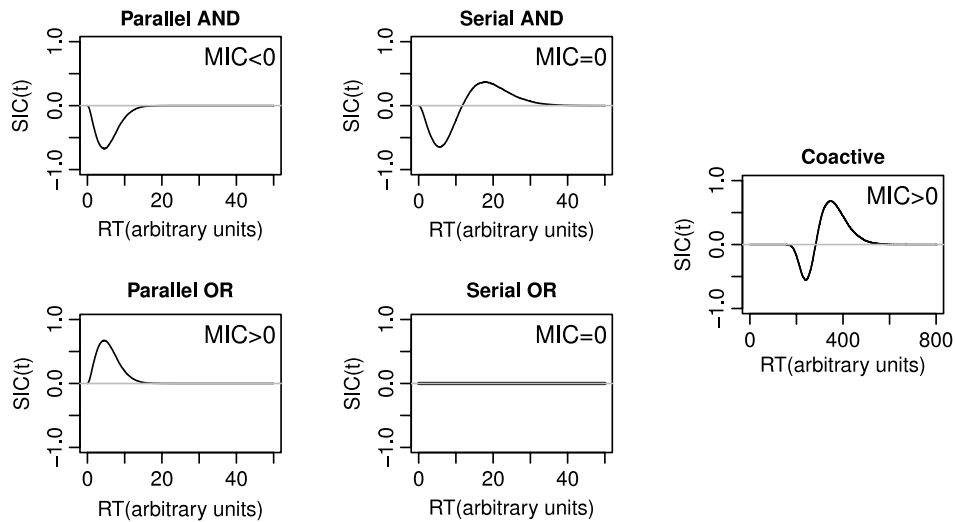 Parallel AND
MIC<0
SIC(t)
1.0
0.0
−1.0
0 20 40
RT(arbitrary units)
Serial AND
MIC=0
SIC(t)
1.0
0.0
−1.0
0 20 40
RT(arbitrary units)
Coactive
MIC>0
SIC(t)
1.0
0.0
−1.0
0 400 800
RT(arbitrary units)
Parallel OR
MIC>0
SIC(t)
1.0
0.0
−1.0
0 20 40
RT(arbitrary units)
Serial OR
MIC=0
SIC(t)
1.0
0.0
−1.0
0 20 40
RT(arbitrary units)